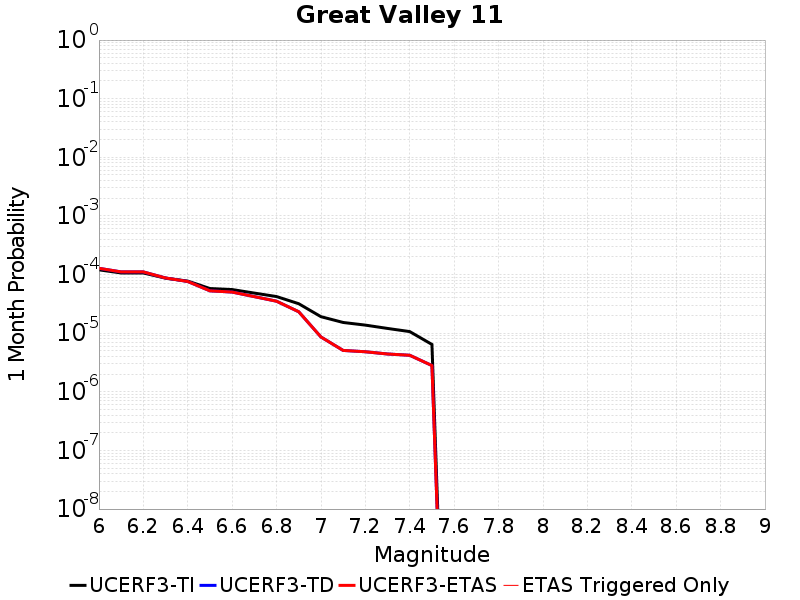 Great Valley 11
10^0
10^-1
10^-2
10^-3
10^-4
10^-5
10^-6
10^-7
10^-8
1 Month Probability
6 6.2 6.4 6.6 6.8 7 7.2 7.4 7.6 7.8 8 8.2 8.4 8.6 8.8 9
Magnitude
UCERF3-TI UCERF3-TD UCERF3-ETAS ETAS Triggered Only